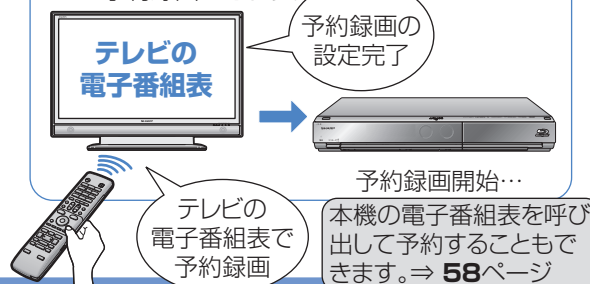 予約録画の
設定完了
テレビの
電子番組表
SHARP
SHARP
予約録画開始…
テレビの
電子番組表で
予約録画
本機の電子番組表を呼び
出して予約することもで
きます。⇒ 58ページ